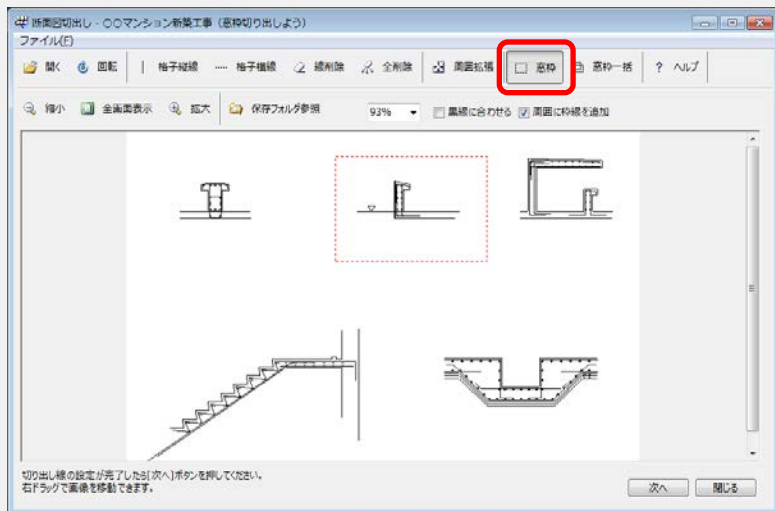 断面図切出し - 〇〇マンション新築工事（窓枠切り出しよう）
ファイル(F)
開く 回転 格子縦線 格子横線 線削除 全削除 周囲拡張 窓枠 窓枠一括 ? ヘルプ
縮小 全画面表示 拡大 保存フォルダ参照 93% 黒線に合わせる 周囲に枠線を追加
切り出し線の設定が完了したら[次へ]ボタンを押してください。
右ドラッグで画像を移動できます。
次へ 閉じる